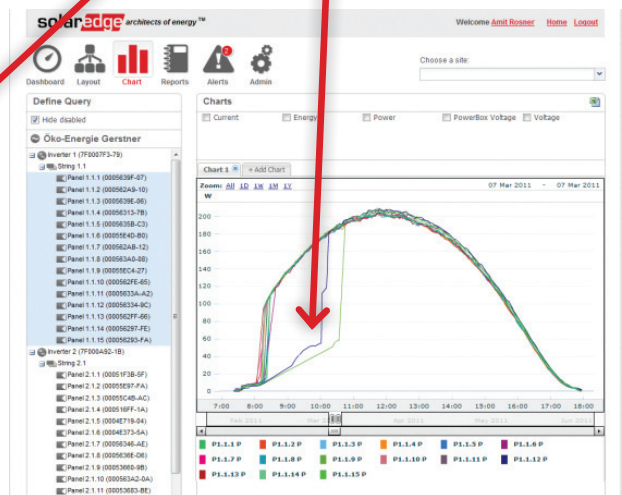 solaredge architects of energy™
Welcome Amit Rosner Home Logout
Choose a site:
2
Dashboard Layout Chart Reports Alerts Admin
Define Query
Hide disabled
Öko-Energie Gerstner
Inverter 1 (7F0007F3-79)
String 1.1
Panel 1.1.1 (0005639F-07)
Panel 1.1.2 (000562A9-10)
Panel 1.1.3 (0005639E-06)
Panel 1.1.4 (00056313-7B)
Panel 1.1.5 (0005635B-C3)
Panel 1.1.6 (00055E4D-B0)
Panel 1.1.7 (000562AB-12)
Panel 1.1.8 (000563A0-08)
Panel 1.1.9 (00055EC4-27)
Panel 1.1.10 (000562FE-65)
Panel 1.1.11 (0005633A-A2)
Panel 1.1.12 (00056334-9C)
Panel 1.1.13 (000562FF-66)
Panel 1.1.14 (00056297-FE)
Panel 1.1.15 (00056293-FA)
Inverter 2 (7F000A92-1B)
String 2.1
Panel 2.1.1 (00051F3B-5F)
Panel 2.1.2 (00055E97-FA)
Panel 2.1.3 (00055C4B-AC)
Panel 2.1.4 (000516FF-1A)
Panel 2.1.5 (0004E719-04)
Panel 2.1.6 (0004E373-5A)
Panel 2.1.7 (00056346-AE)
Panel 2.1.8 (0005636E-D6)
Panel 2.1.9 (00053660-9B)
Panel 2.1.10 (000563A2-0A)
Panel 2.1.11 (00053683-BE)
Charts
Current Energy Power PowerBox Voltage Voltage
Chart 1 + Add Chart
Zoom: All 1D 1W 1M 1Y 07 Mar 2011 - 07 Mar 2011
W
200
180
160
140
120
100
80
60
40
20
0
7:00 8:00 9:00 10:00 11:00 12:00 13:00 14:00 15:00 16:00 17:00 18:00
Feb 2011 Mar Apr 2011 May 2011 Jun 2011
P1.1.1 P P1.1.2 P P1.1.3 P P1.1.4 P P1.1.5 P P1.1.6 P
P1.1.7 P P1.1.8 P P1.1.9 P P1.1.10 P P1.1.11 P P1.1.12 P
P1.1.13 P P1.1.14 P P1.1.15 P